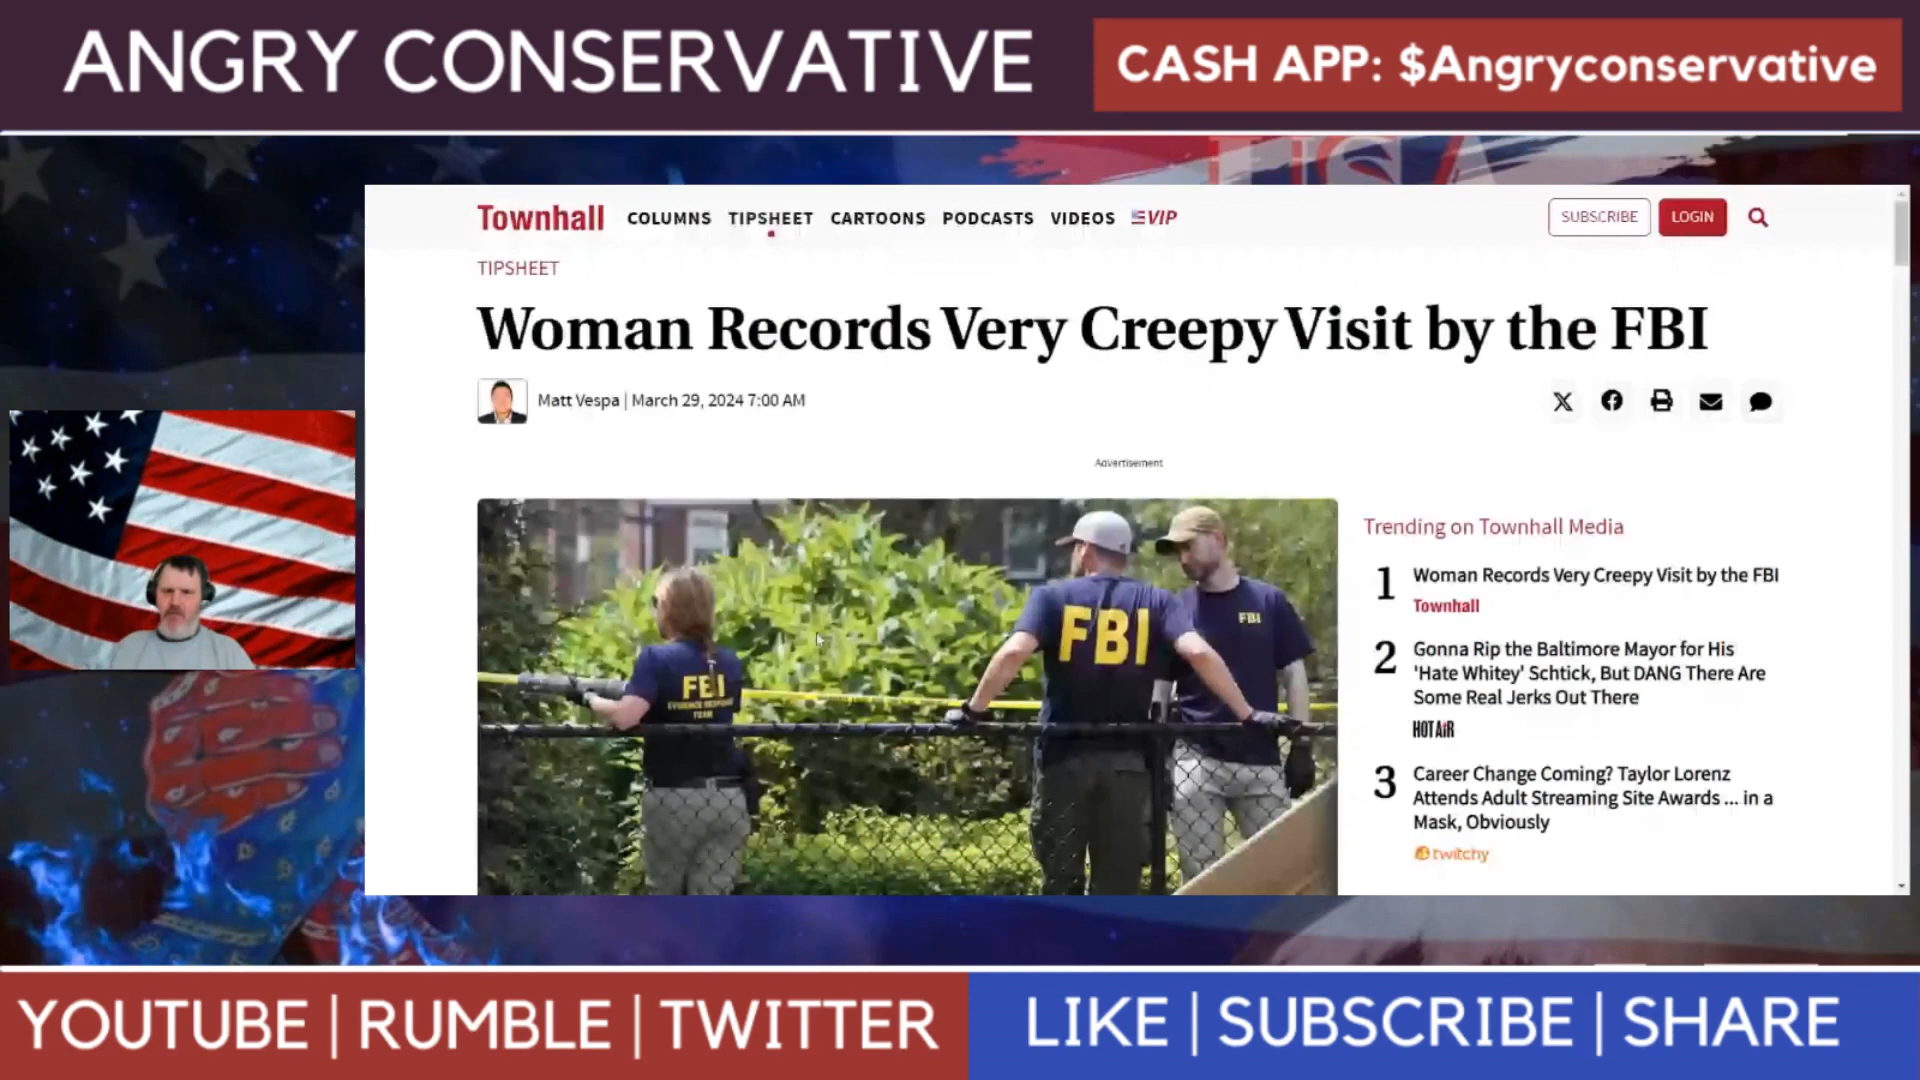 ANGRY CONSERVATIVE
CASH APP: $Angryconservative
USA
Townhall
COLUMNS TIPSHEET CARTOONS PODCASTS VIDEOS VIP
SUBSCRIBE
LOGIN
TIPSHEET
Woman Records Very Creepy Visit by the FBI
Matt Vespa | March 29, 2024 7:00 AM
Advertisement
FBI
EVIDENCE RESPONSE
TEAM
FBI
FBI
Trending on Townhall Media
1
Woman Records Very Creepy Visit by the FBI
Townhall
2
Gonna Rip the Baltimore Mayor for His
'Hate Whitey' Schtick, But DANG There Are
Some Real Jerks Out There
HOT AIR
3
Career Change Coming? Taylor Lorenz
Attends Adult Streaming Site Awards ... in a
Mask, Obviously
twitchy
YOUTUBE | RUMBLE | TWITTER
LIKE | SUBSCRIBE | SHARE